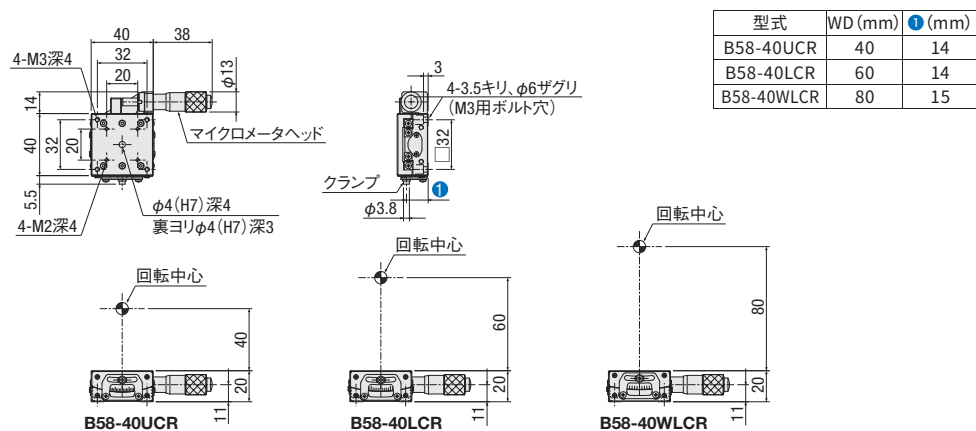 40
38
4-M3深4
32
20
φ13
14
40
32
20
マイクロメータヘッド
5.5
4-M2深4
φ4(H7)深4
裏ヨリφ4(H7)深3
3
4-3.5キリ、φ6ザグリ
(M3用ボルト穴)
□32
クランプ
❶
φ3.8
型式 WD(mm) ❶(mm)
B58-40UCR 40 14
B58-40LCR 60 14
B58-40WLCR 80 15
回転中心
40
20
11
B58-40UCR
回転中心
60
20
11
B58-40LCR
回転中心
80
20
11
B58-40WLCR